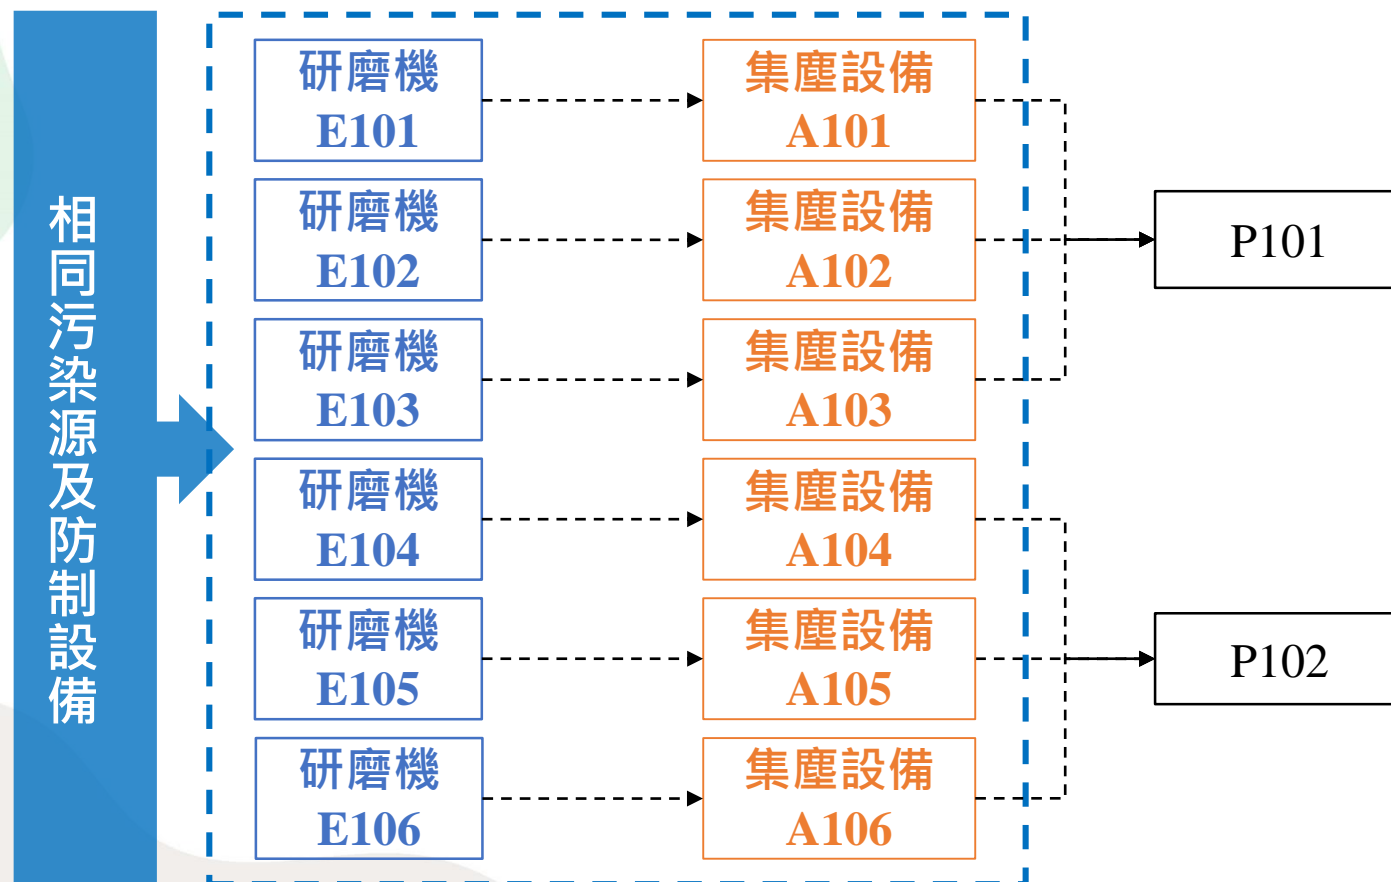 相同污染源及防制設備
研磨機
E101
集塵設備
A101
研磨機
E102
集塵設備
A102
P101
研磨機
E103
集塵設備
A103
研磨機
E104
集塵設備
A104
研磨機
E105
集塵設備
A105
P102
研磨機
E106
集塵設備
A106